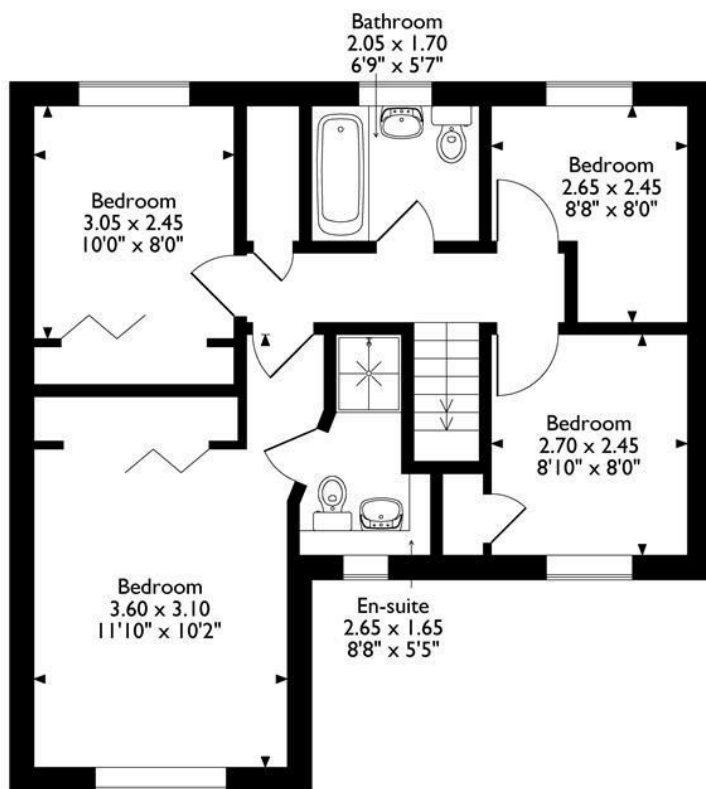 Bathroom
2.05 x 1.70
6'9" x 5'7"
Bedroom
3.05 x 2.45
10'0" x 8'0"
Bedroom
2.65 x 2.45
8'8" x 8'0"
Bedroom
2.70 x 2.45
8'10" x 8'0"
Bedroom
3.60 x 3.10
11'10" x 10'2"
En-suite
2.65 x 1.65
8'8" x 5'5"